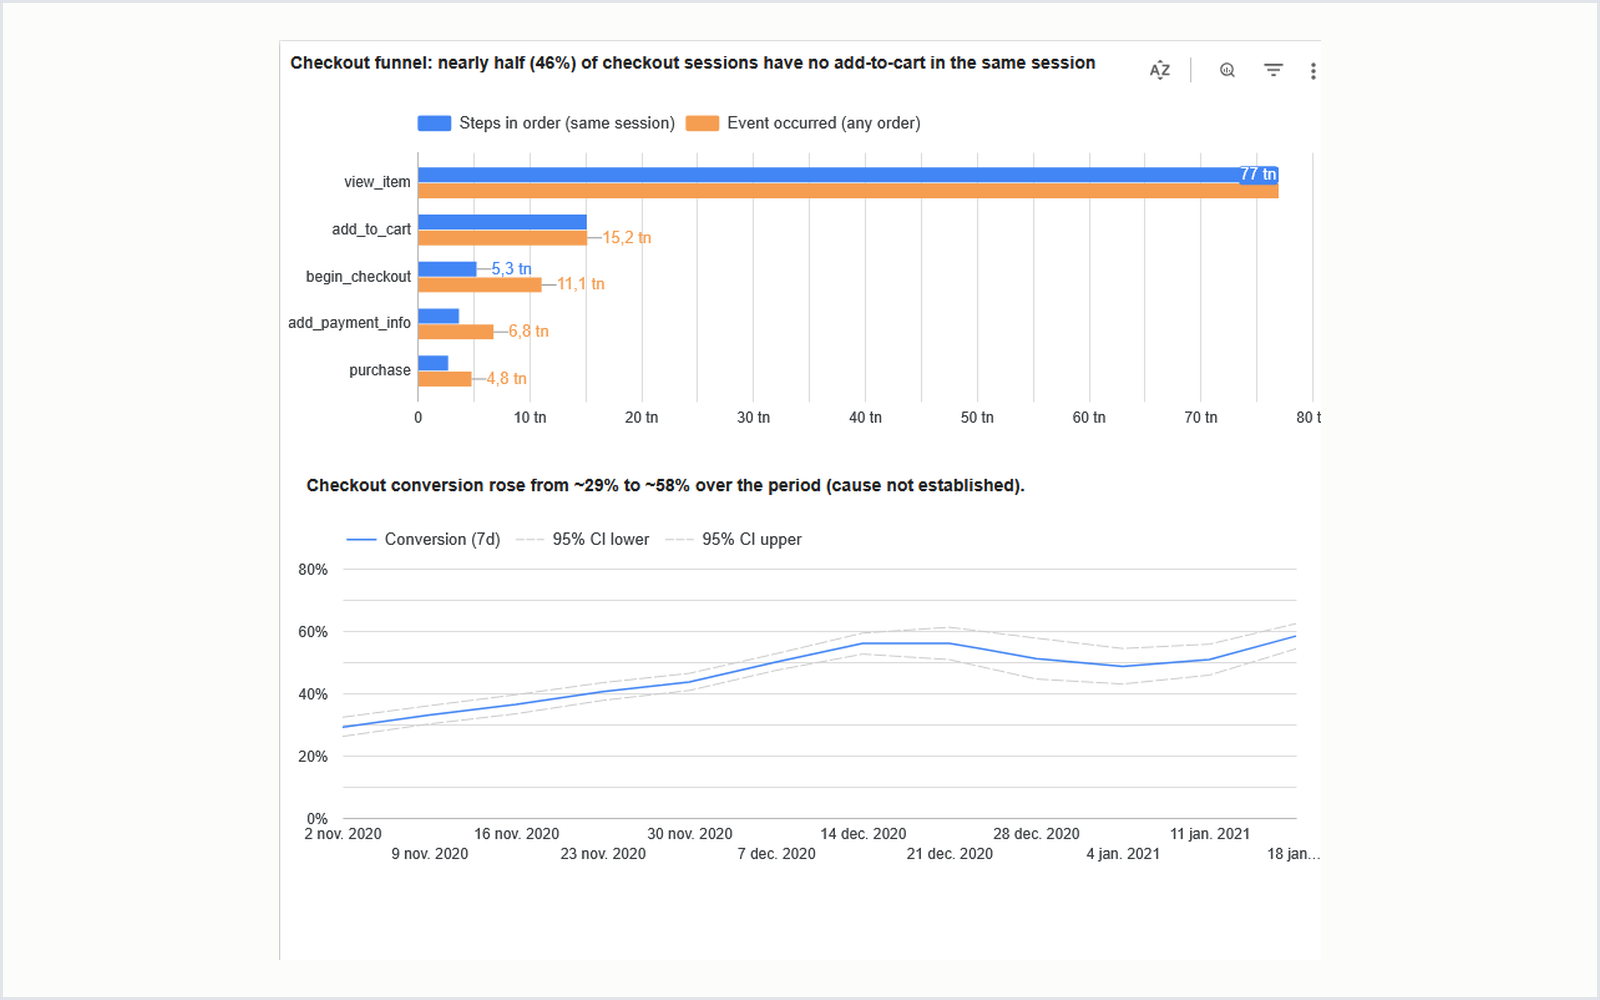 Checkout funnel: nearly half (46%) of checkout sessions have no add-to-cart in the same session
Steps in order (same session) Event occurred (any order)
view_item
77 tn
add_to_cart
15,2 tn
begin_checkout
5,3 tn
11,1 tn
add_payment_info
6,8 tn
purchase
4,8 tn
0 10 tn 20 tn 30 tn 40 tn 50 tn 60 tn 70 tn 80 t
Checkout conversion rose from ~29% to ~58% over the period (cause not established).
Conversion (7d) 95% CI lower 95% CI upper
80%
60%
40%
20%
0%
2 nov. 2020 16 nov. 2020 30 nov. 2020 14 dec. 2020 28 dec. 2020 11 jan. 2021
9 nov. 2020 23 nov. 2020 7 dec. 2020 21 dec. 2020 4 jan. 2021 18 jan...